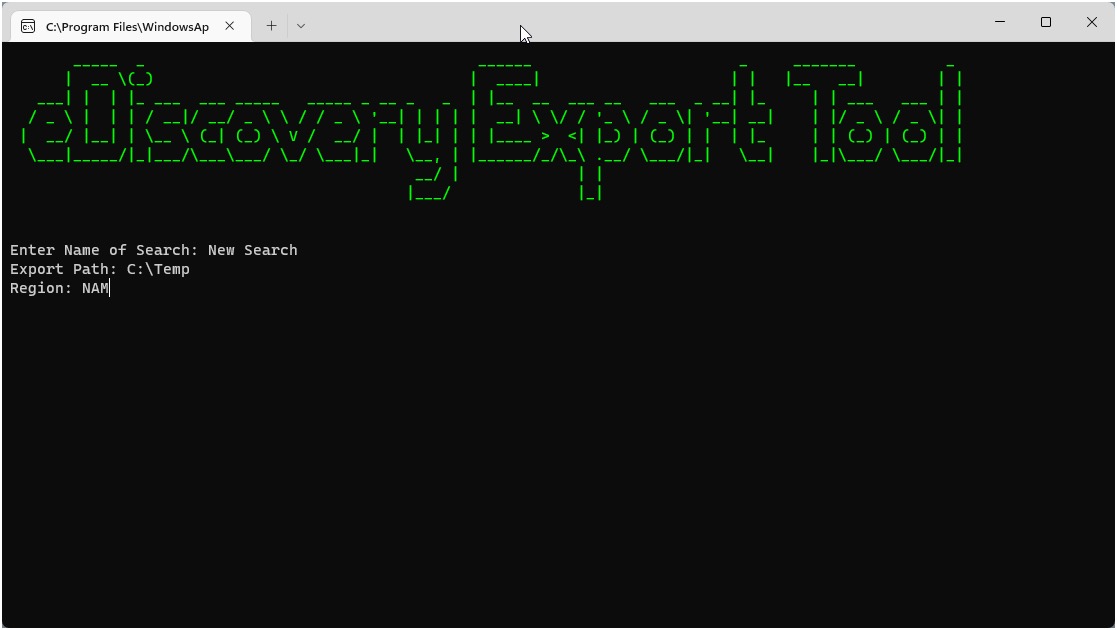 C:\Program Files\WindowsAp
eDiscovery Export Tool
Enter Name of Search: New Search
Export Path: C:\Temp
Region: NAM